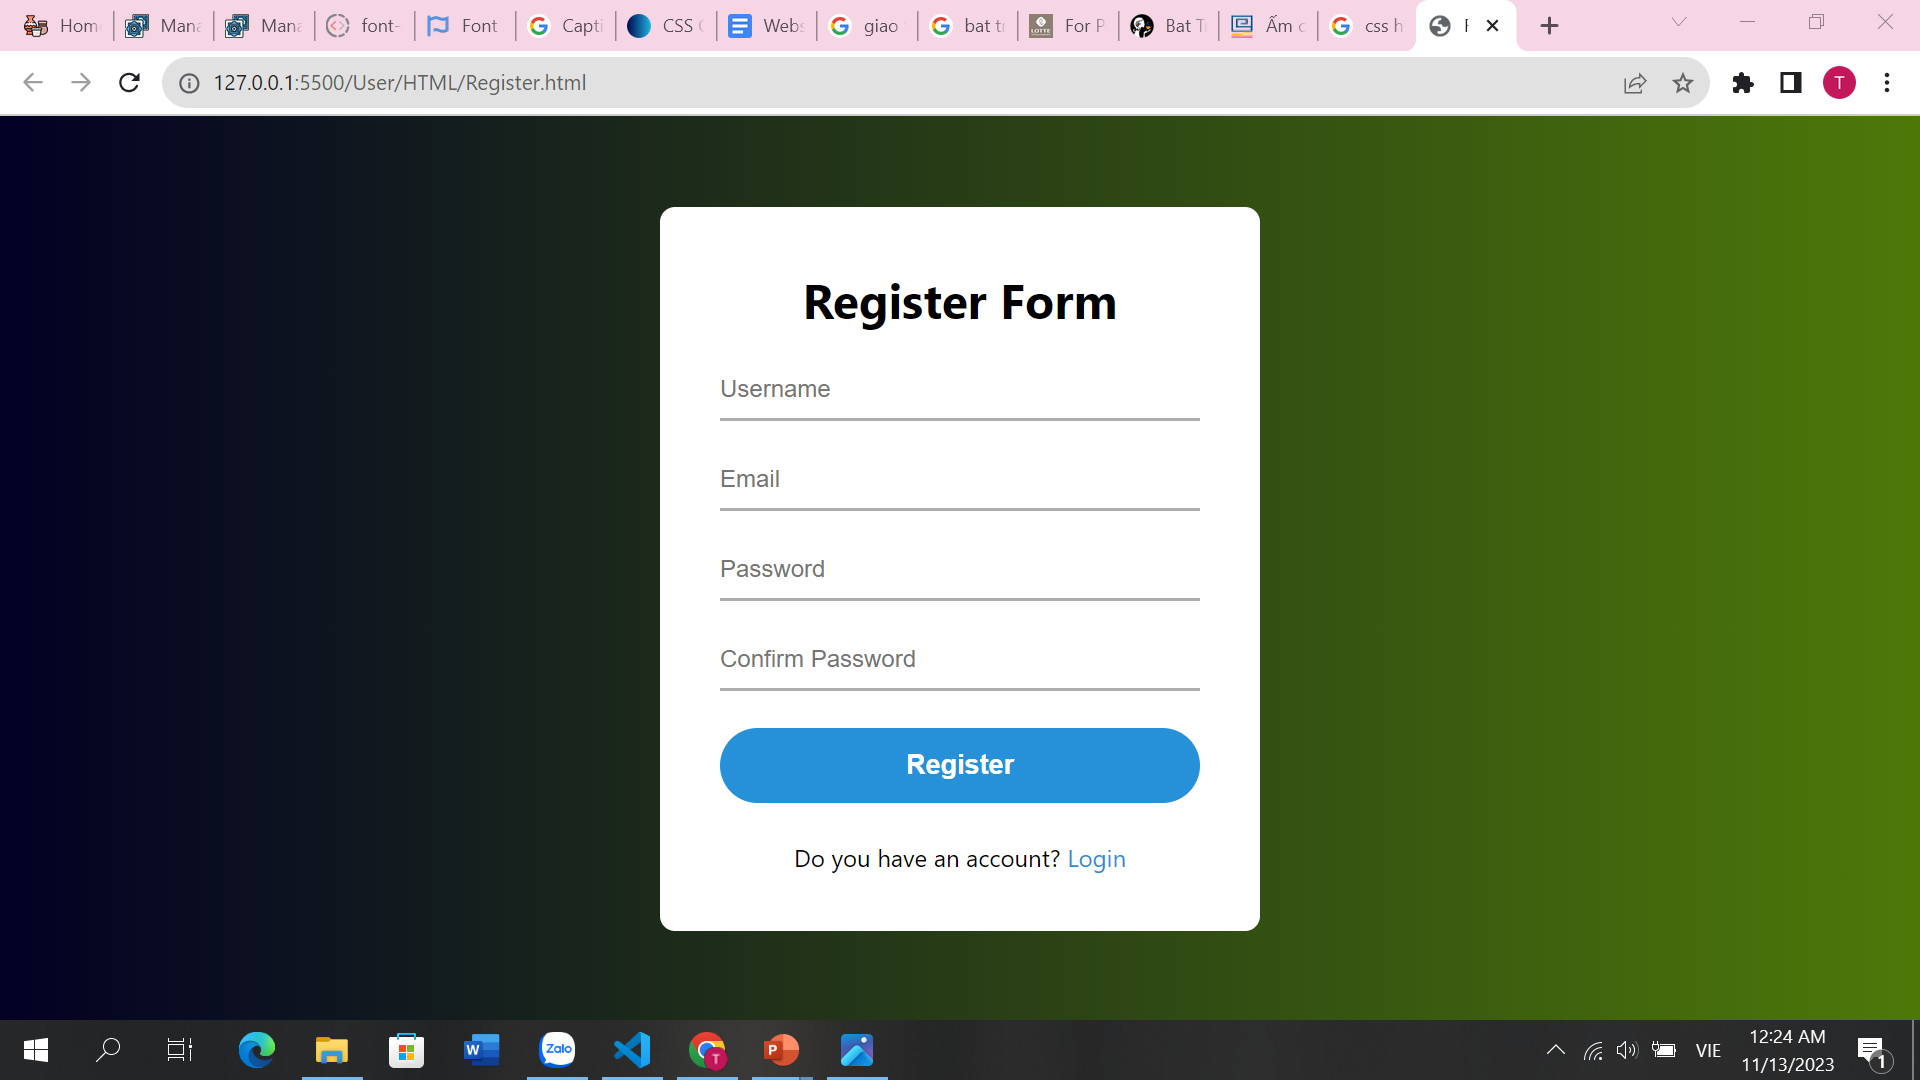 Hom
Mana
Mana
font-
Font
Capti
CSS
Webs
giao
bat tr
For P
Bat T
Ấm c
css h
127.0.0.1:5500/User/HTML/Register.html
T
Register Form
Username
Email
Password
Confirm Password
Register
Do you have an account? Login
W
Zalo
T
P
VIE
12:24 AM
11/13/2023
1